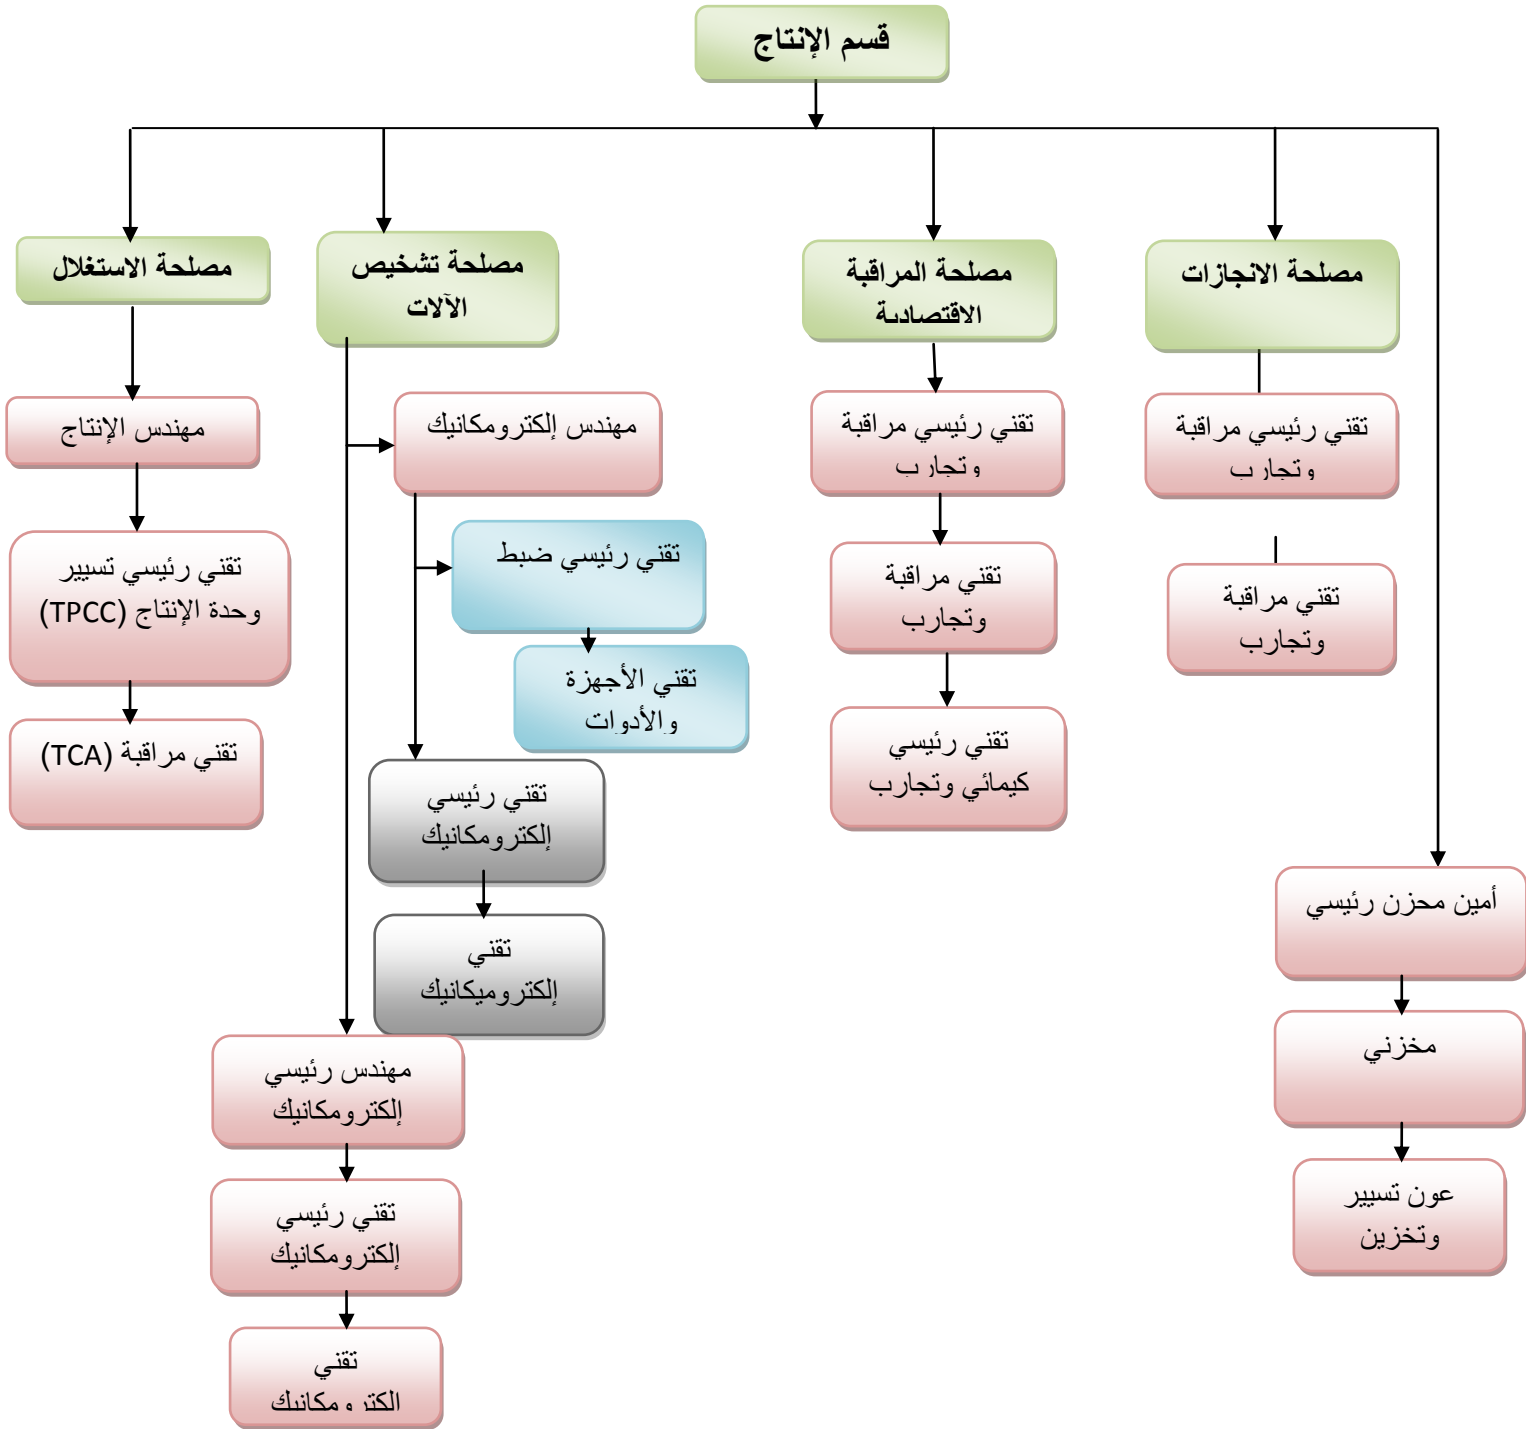 قسم الإنتاج
مصلحة الانجازات
مصلحة المراقبة
الاقتصادية
مصلحة تشخيص
الآلات
مصلحة الاستغلال
تقني رئيسي مراقبة
وتجارب
تقني مراقبة
وتجارب
تقني رئيسي مراقبة
وتجارب
تقني مراقبة
وتجارب
تقني رئيسي
كيمائي وتجارب
مهندس إلكترومكانيك
تقني رئيسي ضبط
تقني الأجهزة
والأدوات
تقني رئيسي
إلكترومكانيك
تقني
إلكتروميكانيك
مهندس رئيسي
إلكترومكانيك
تقني رئيسي
إلكترومكانيك
تقني
الكترومكانيك
مهندس الإنتاج
تقني رئيسي تسيير
وحدة الإنتاج (TPCC)
تقني مراقبة (TCA)
أمين محزن رئيسي
مخزني
عون تسيير
وتخزين